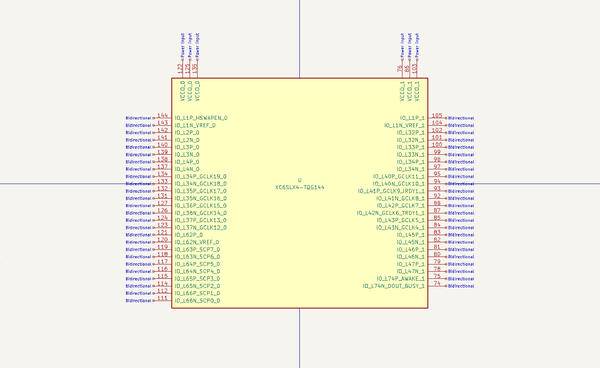 Power Input 122 VCCO_0
Power Input 125 VCCO_0
Power Input 135 VCCO_0
Power Input 76 VCCO_1
Power Input 86 VCCO_1
Power Input 103 VCCO_1
Bidirectional 144 IO_L1P_HSWAPEN_0
Bidirectional 143 IO_L1N_VREF_0
Bidirectional 142 IO_L2P_0
Bidirectional 141 IO_L2N_0
Bidirectional 140 IO_L3P_0
Bidirectional 139 IO_L3N_0
Bidirectional 138 IO_L4P_0
Bidirectional 137 IO_L4N_0
Bidirectional 134 IO_L34P_GCLK19_0
Bidirectional 133 IO_L34N_GCLK18_0
Bidirectional 132 IO_L35P_GCLK17_0
Bidirectional 131 IO_L35N_GCLK16_0
Bidirectional 127 IO_L36P_GCLK15_0
Bidirectional 126 IO_L36N_GCLK14_0
Bidirectional 124 IO_L37P_GCLK13_0
Bidirectional 123 IO_L37N_GCLK12_0
Bidirectional 121 IO_L62P_0
Bidirectional 120 IO_L62N_VREF_0
Bidirectional 119 IO_L63P_SCP7_0
Bidirectional 118 IO_L63N_SCP6_0
Bidirectional 117 IO_L64P_SCP5_0
Bidirectional 116 IO_L64N_SCP4_0
Bidirectional 115 IO_L65P_SCP3_0
Bidirectional 114 IO_L65N_SCP2_0
Bidirectional 112 IO_L66P_SCP1_0
Bidirectional 111 IO_L66N_SCP0_0
U
XC6SLX4-TQG144
IO_L1P_1 105 Bidirectional
IO_L1N_VREF_1 104 Bidirectional
IO_L32P_1 102 Bidirectional
IO_L32N_1 101 Bidirectional
IO_L33P_1 100 Bidirectional
IO_L33N_1 99 Bidirectional
IO_L34P_1 98 Bidirectional
IO_L34N_1 97 Bidirectional
IO_L40P_GCLK11_1 95 Bidirectional
IO_L40N_GCLK10_1 94 Bidirectional
IO_L41P_GCLK9_IRDY1_1 93 Bidirectional
IO_L41N_GCLK8_1 92 Bidirectional
IO_L42P_GCLK7_1 88 Bidirectional
IO_L42N_GCLK6_TRDY1_1 87 Bidirectional
IO_L43P_GCLK5_1 85 Bidirectional
IO_L43N_GCLK4_1 84 Bidirectional
IO_L45P_1 83 Bidirectional
IO_L45N_1 82 Bidirectional
IO_L46P_1 81 Bidirectional
IO_L46N_1 80 Bidirectional
IO_L47P_1 79 Bidirectional
IO_L47N_1 78 Bidirectional
IO_L74P_AWAKE_1 75 Bidirectional
IO_L74N_DOUT_BUSY_1 74 Bidirectional